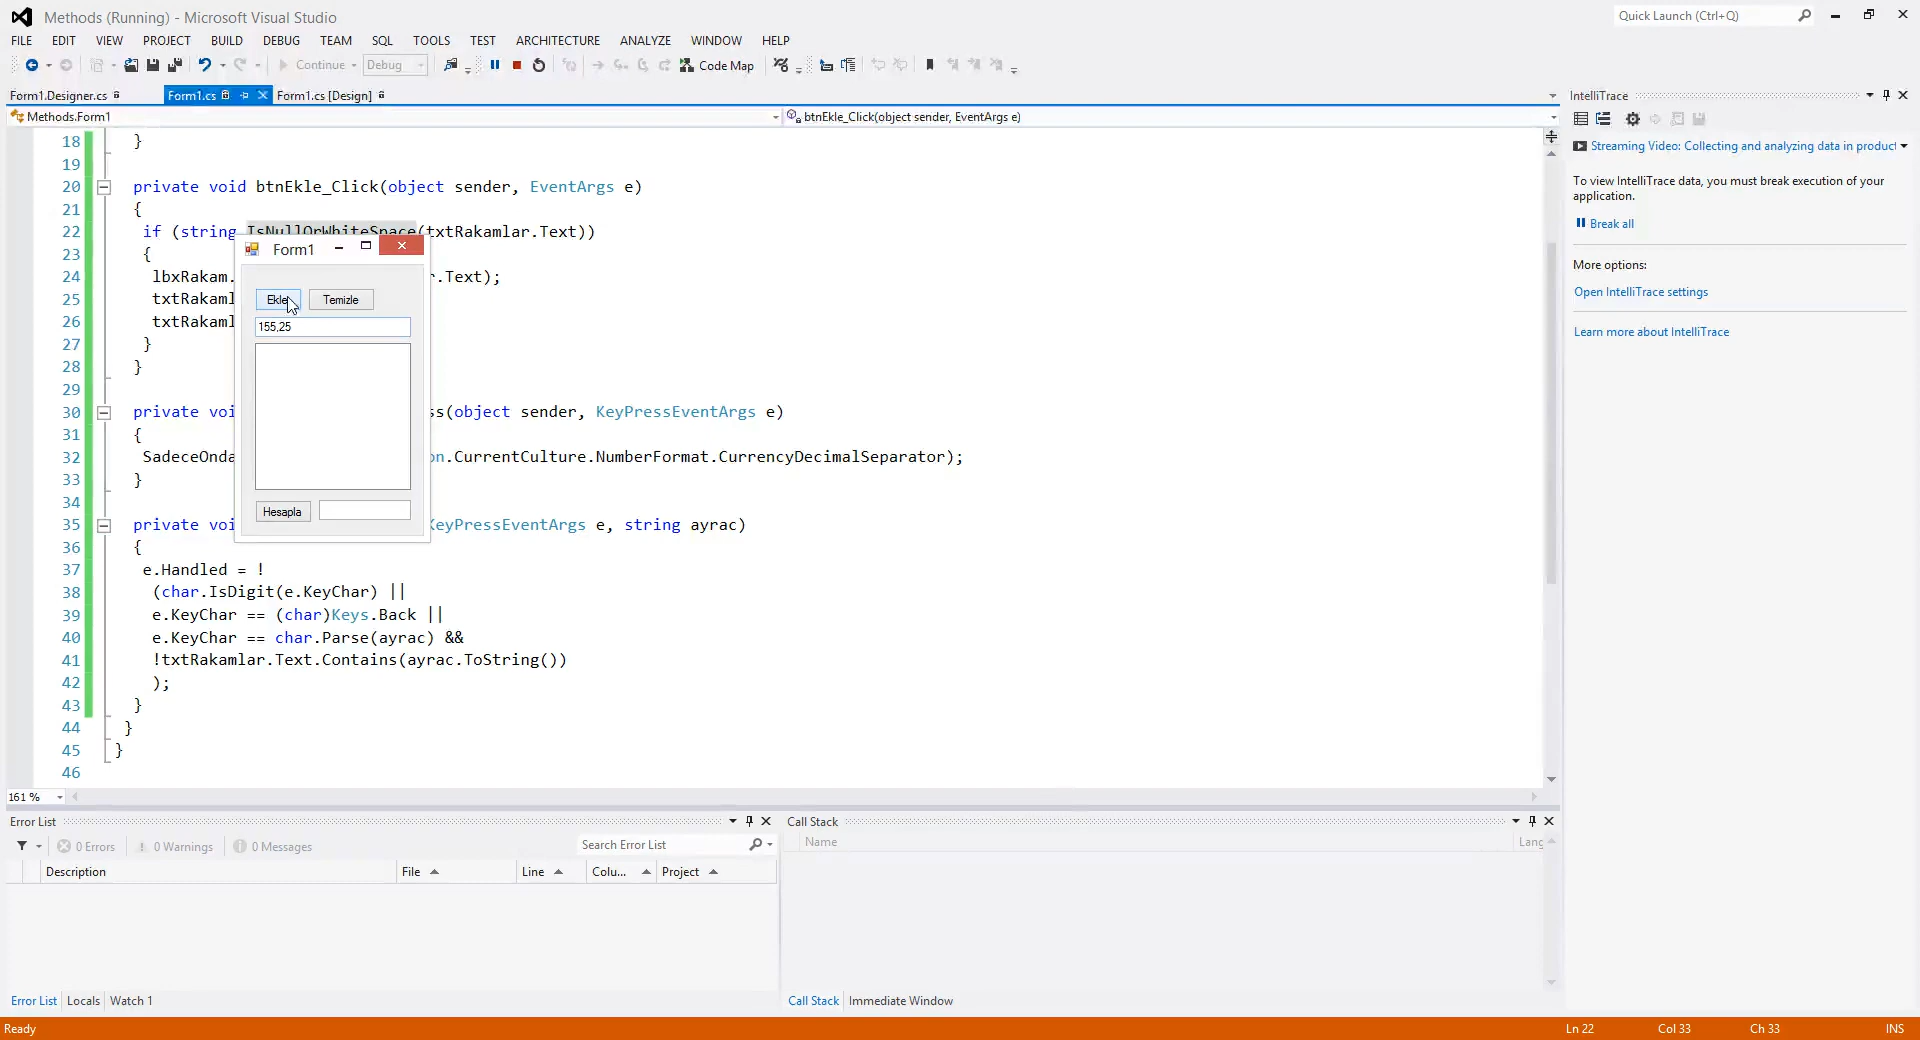 Methods (Running) - Microsoft Visual Studio
Quick Launch (Ctrl+Q)
FILE EDIT VIEW PROJECT BUILD DEBUG TEAM SQL TOOLS TEST ARCHITECTURE ANALYZE WINDOW HELP
Continue Debug Code Map
Form1.Designer.cs Form1.cs Form1.cs [Design]
Methods.Form1 btnEkle_Click(object sender, EventArgs e)
18 }
19
20 private void btnEkle_Click(object sender, EventArgs e)
21 {
22 if (string IsNullOrWhiteSpace(txtRakamlar.Text))
23 {
24 lbxRakam. r.Text);
25 txtRakaml
26 txtRakaml
27 }
28 }
29
30 private voi ss(object sender, KeyPressEventArgs e)
31 {
32 SadeceOnda on.CurrentCulture.NumberFormat.CurrencyDecimalSeparator);
33 }
34
35 private voi KeyPressEventArgs e, string ayrac)
36 {
37 e.Handled = !
38 (char.IsDigit(e.KeyChar) ||
39 e.KeyChar == (char)Keys.Back ||
40 e.KeyChar == char.Parse(ayrac) &&
41 !txtRakamlar.Text.Contains(ayrac.ToString())
42 );
43 }
44 }
45 }
46
Form1
Ekle Temizle
155,25
Hesapla
161 %
IntelliTrace
Streaming Video: Collecting and analyzing data in product
To view IntelliTrace data, you must break execution of your
application.
Break all
More options:
Open IntelliTrace settings
Learn more about IntelliTrace
Error List
0 Errors 0 Warnings 0 Messages Search Error List
Description File Line Colu... Project
Error List Locals Watch 1
Call Stack
Name Lang
Call Stack Immediate Window
Ready Ln 22 Col 33 Ch 33 INS